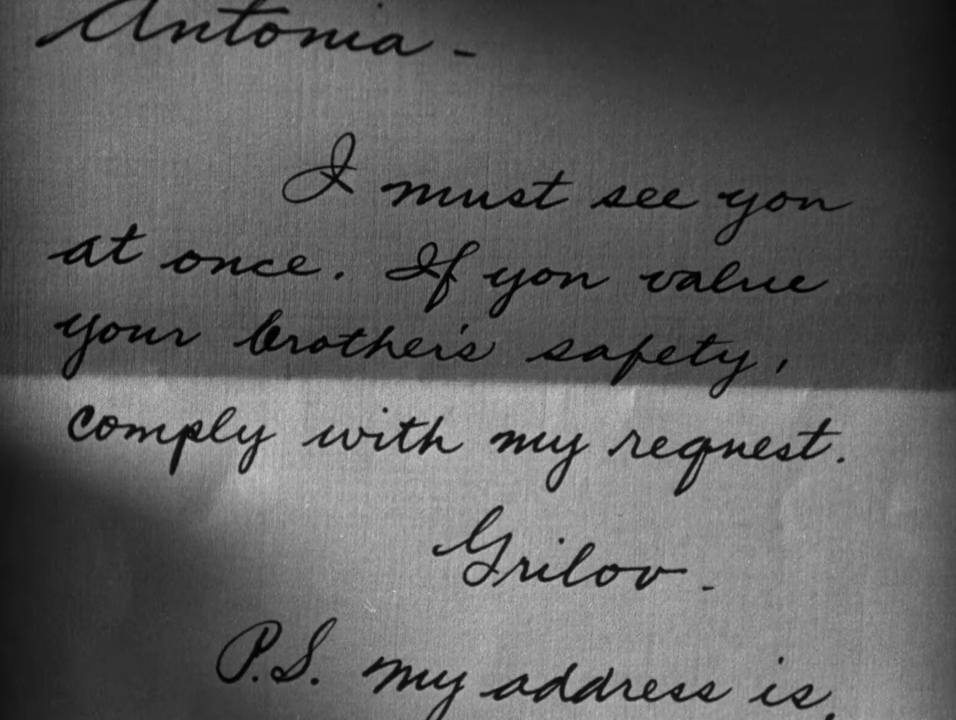 Antonia -
I must see you
at once. If you value
your brother's safety,
comply with my request.
Grilov.
P.S. my address is,